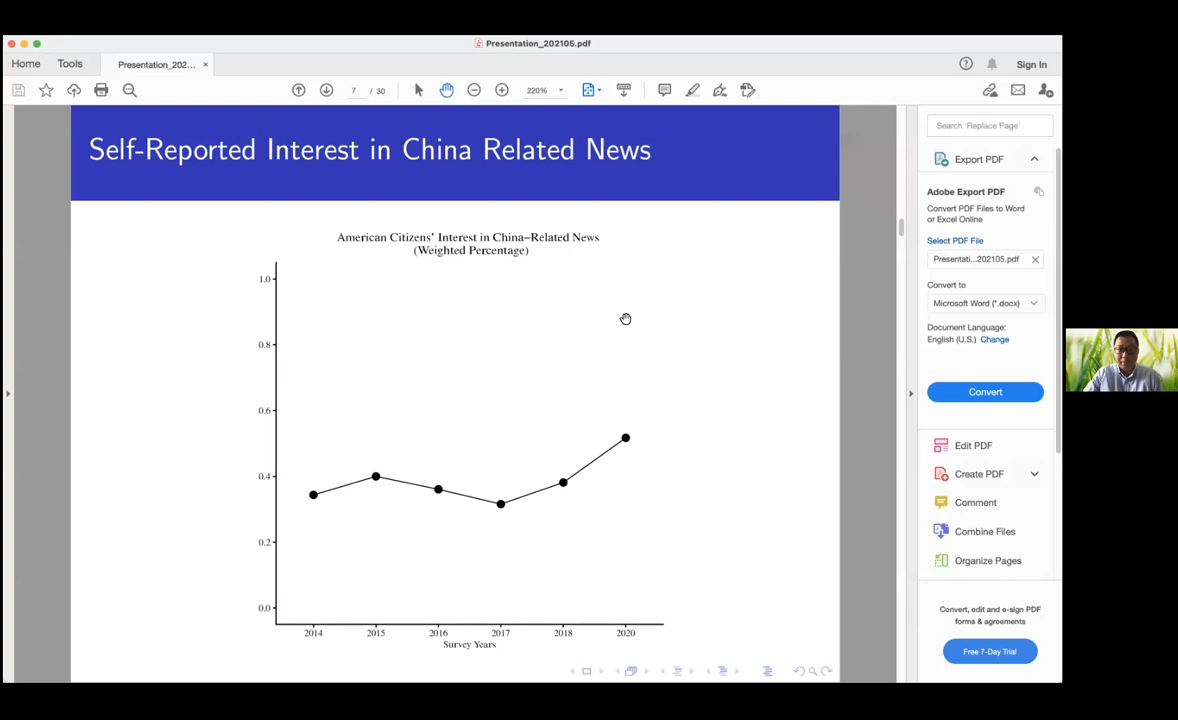 Presentation_202105.pdf
Home
Tools
Presentation_202...
×
Sign In
7 / 30
220%
Search 'Replace Page'
Export PDF
Adobe Export PDF
Convert PDF Files to Word
or Excel Online
Select PDF File
Presentati...202105.pdf
Convert to
Microsoft Word (*.docx)
Document Language:
English (U.S.) Change
Convert
Edit PDF
Create PDF
Comment
Combine Files
Organize Pages
Convert, edit and e-sign PDF
forms & agreements
Free 7-Day Trial
Self-Reported Interest in China Related News
American Citizens' Interest in China−Related News
(Weighted Percentage)
1.0
0.8
0.6
0.4
0.2
0.0
2014 2015 2016 2017 2018 2020
Survey Years